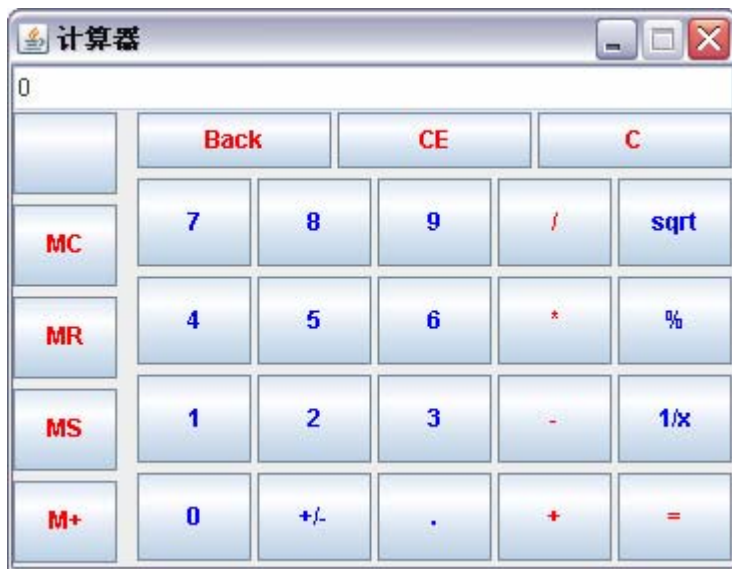 计算器
0
Back CE C
7 8 9 / sqrt
MC
4 5 6 * %
MR
1 2 3 - 1/x
MS
0 +/- . + =
M+